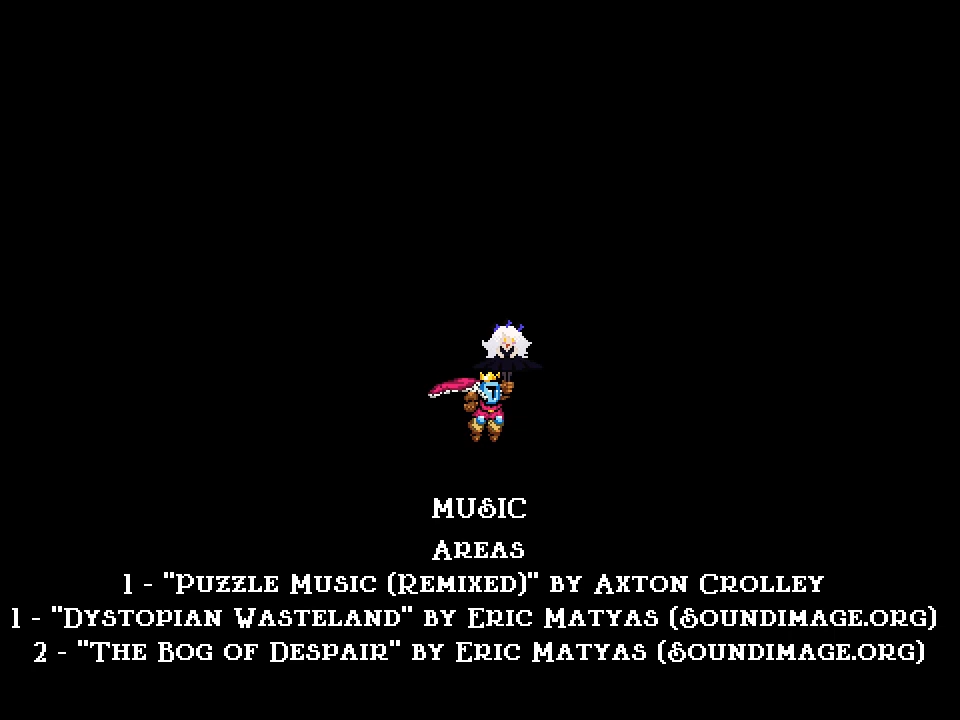 MUSIC
AREAS
1 - "PUZZLE MUSIC (REMIXED)" BY AXTON CROLLEY
1 - "DYSTOPIAN WASTELAND" BY ERIC MATYAS (SOUNDIMAGE.ORG)
2 - "THE BOG OF DESPAIR" BY ERIC MATYAS (SOUNDIMAGE.ORG)